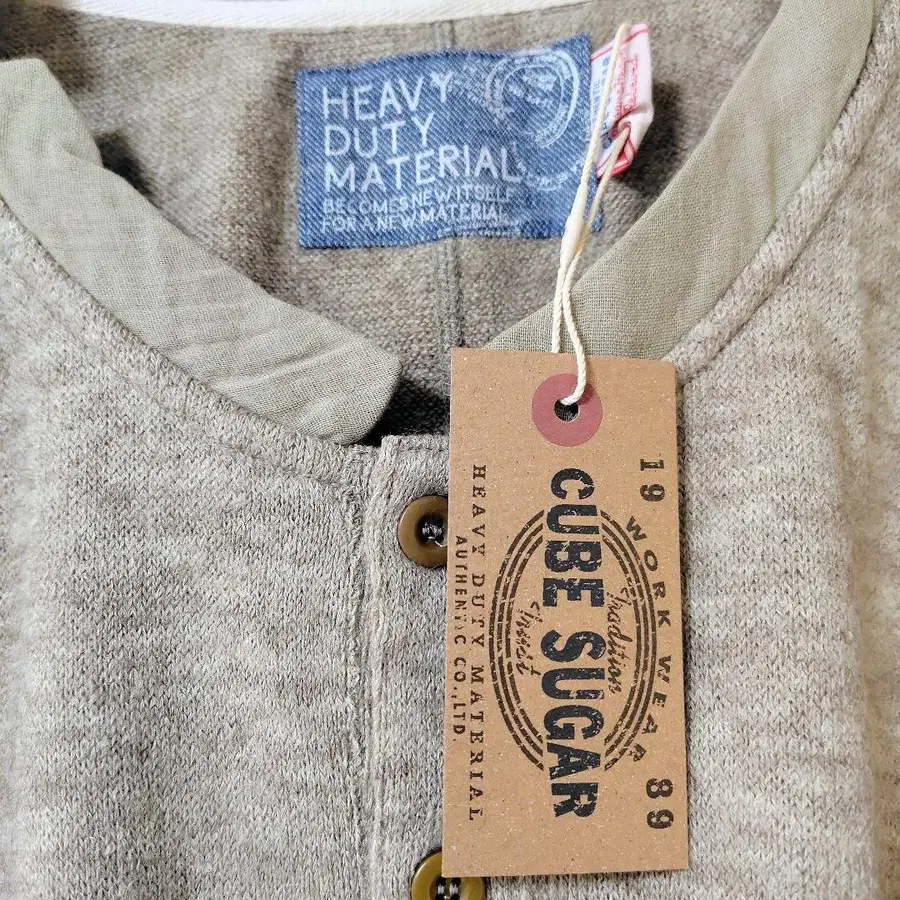 HEAVY
DUTY
MATERIAL
BECOMES NEW ITSELF
FOR A NEW MATERIAL
19 WORK WEAR 89
CUBE SUGAR
Tradition
HEAVY DUTY MATERIAL
AUTHENTIC CO.,LTD.